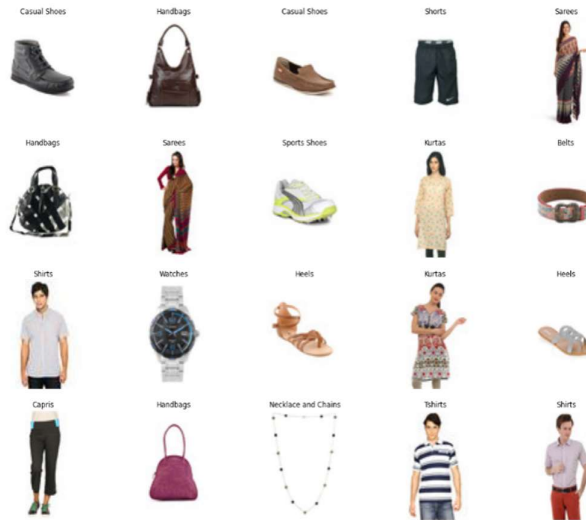 Casual Shoes
Handbags
Casual Shoes
Shorts
Sarees
Handbags
Sarees
Sports Shoes
Kurtas
Belts
Shirts
Watches
Heels
Kurtas
Heels
Capris
Handbags
Necklace and Chains
Tshirts
Shirts